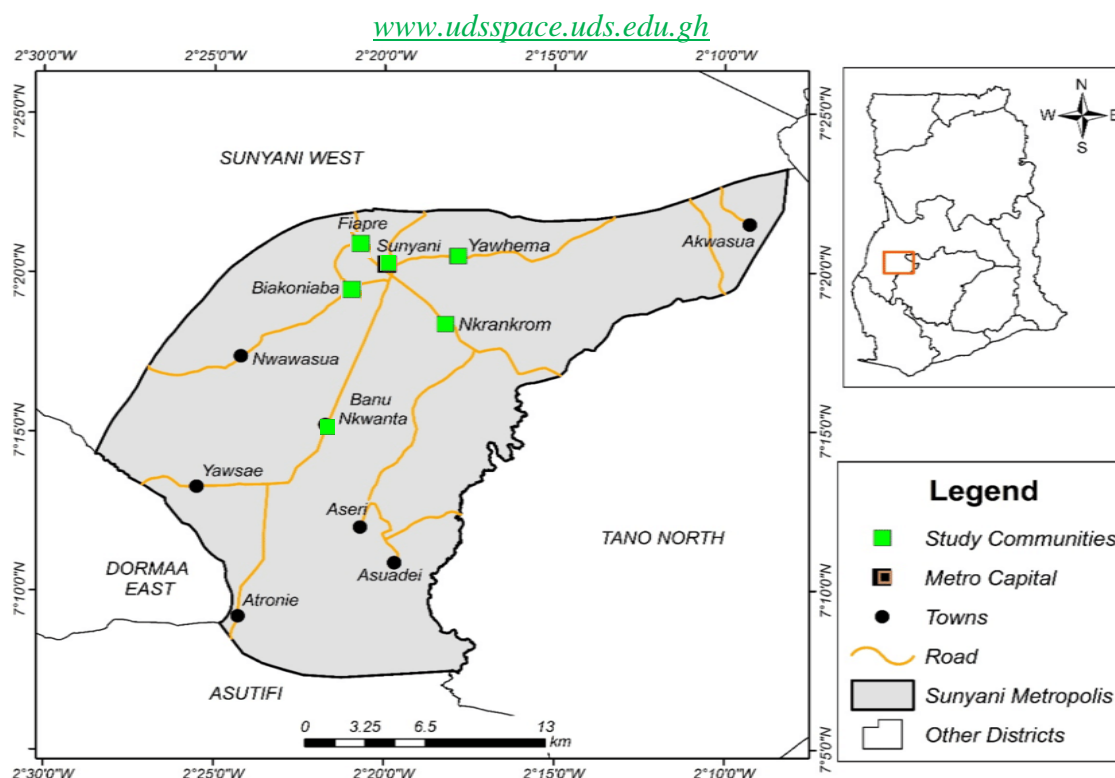 www.udsspace.uds.edu.gh
2°30'0"W 2°25'0"W 2°20'0"W 2°15'0"W 2°10'0"W
7°25'0"N
7°20'0"N
7°15'0"N
7°10'0"N
SUNYANI WEST
Fiapre
Sunyani
Yawhema
Akwasua
Biakoniaba
Nkrankrom
Nwawasua
Banu
Nkwanta
Yawsae
Aseri
TANO NORTH
DORMAA
EAST
Asuadei
Atronie
ASUTIFI
0 3.25 6.5 13
km
7°25'0"N
7°20'0"N
7°15'0"N
7°10'0"N
7°5'0"N
2°30'0"W 2°25'0"W 2°20'0"W 2°15'0"W 2°10'0"W
N
W E
S
Legend
Study Communities
Metro Capital
Towns
Road
Sunyani Metropolis
Other Districts